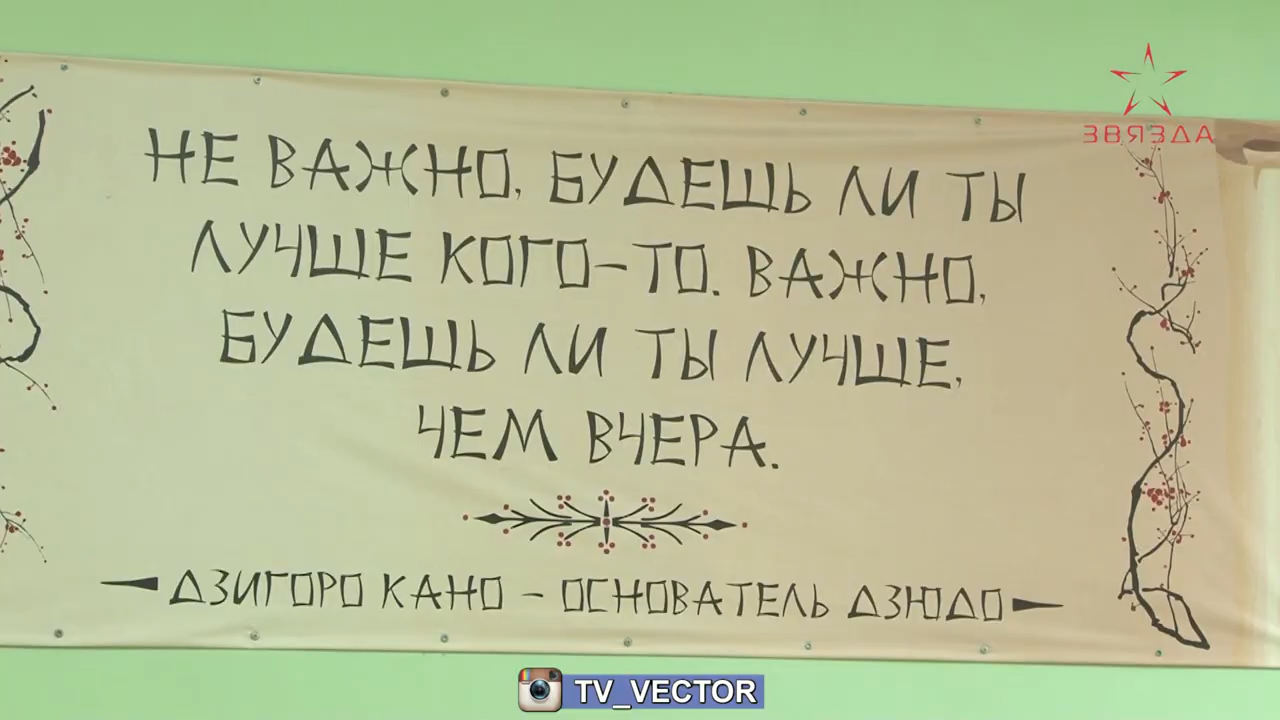 ЗВЯЗДА
НЕ ВАЖНО, БУДЕШЬ ЛИ ТЫ
ЛУЧШЕ КОГО-ТО. ВАЖНО,
БУДЕШЬ ЛИ ТЫ ЛУЧШЕ,
ЧЕМ ВЧЕРА.
ДЗИГОРО КАНО - ОСНОВАТЕЛЬ ДЗЮДО
TV_VECTOR